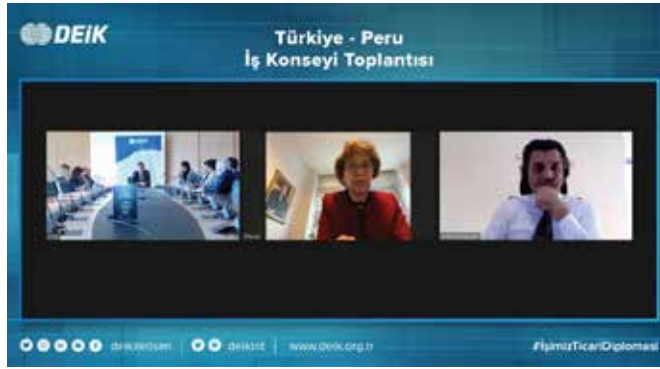 DEiK
Türkiye - Peru
İş Konseyi Toplantısı
deikiletisim
deikint
www.deik.org.tr
#İşimizTicariDiplomasi